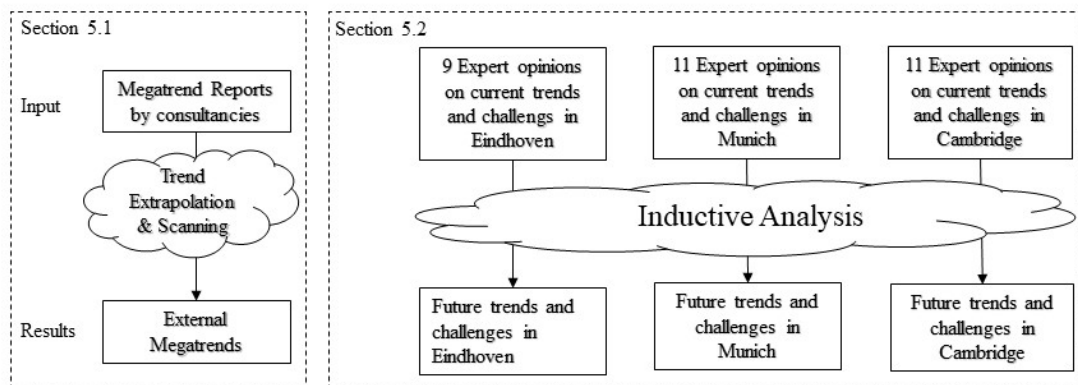 Section 5.1
Input
Megatrend Reports
by consultancies
Trend
Extrapolation
& Scanning
Results
External
Megatrends
Section 5.2
9 Expert opinions
on current trends
and challengs in
Eindhoven
11 Expert opinions
on current trends
and challenges in
Munich
11 Expert opinions
on current trends
and challenges in
Cambridge
Inductive Analysis
Future trends and
challenges in
Eindhoven
Future trends and
challenges in
Munich
Future trends and
challenges in
Cambridge